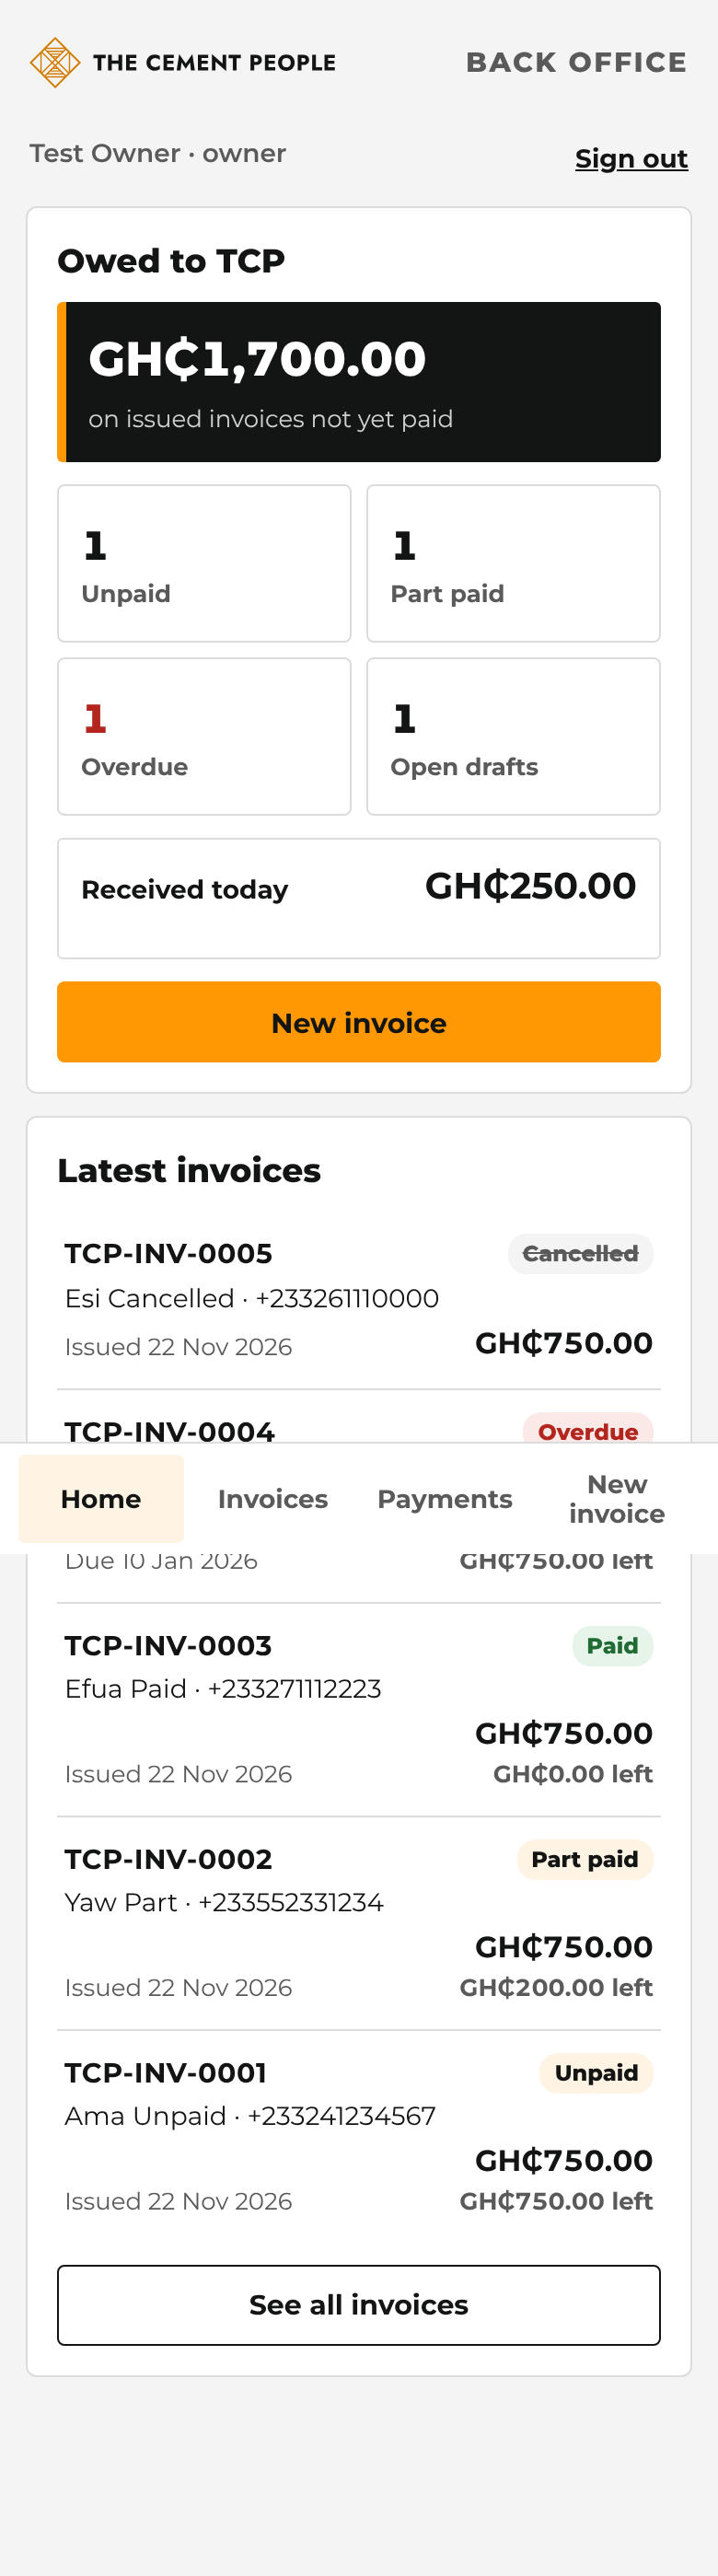 THE CEMENT PEOPLE
BACK OFFICE
Test Owner · owner
Sign out
Owed to TCP
GH₵1,700.00
on issued invoices not yet paid
1
Unpaid
1
Part paid
1
Overdue
1
Open drafts
Received today
GH₵250.00
New invoice
Latest invoices
TCP-INV-0005
Cancelled
Esi Cancelled · +233261110000
Issued 22 Nov 2026
GH₵750.00
TCP-INV-0004
Overdue
Home
Invoices
Payments
New
invoice
Due 10 Jan 2026
GH₵750.00 left
TCP-INV-0003
Paid
Efua Paid · +233271112223
GH₵750.00
Issued 22 Nov 2026
GH₵0.00 left
TCP-INV-0002
Part paid
Yaw Part · +233552331234
GH₵750.00
Issued 22 Nov 2026
GH₵200.00 left
TCP-INV-0001
Unpaid
Ama Unpaid · +233241234567
GH₵750.00
Issued 22 Nov 2026
GH₵750.00 left
See all invoices